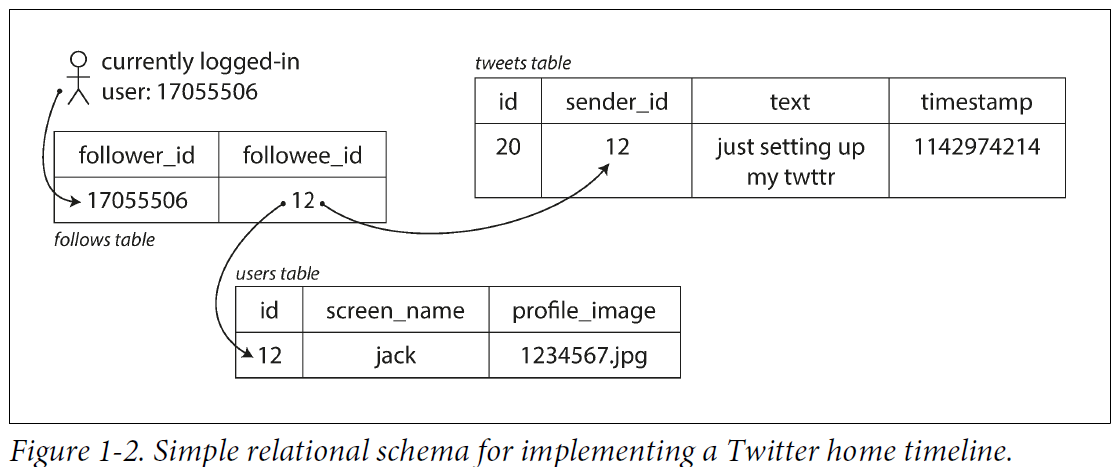 currently logged-in
user: 17055506
follower_id followee_id
17055506 12
follows table
tweets table
id sender_id text timestamp
20 12 just setting up 1142974214
my twttr
users table
id screen_name profile_image
12 jack 1234567.jpg
Figure 1-2. Simple relational schema for implementing a Twitter home timeline.